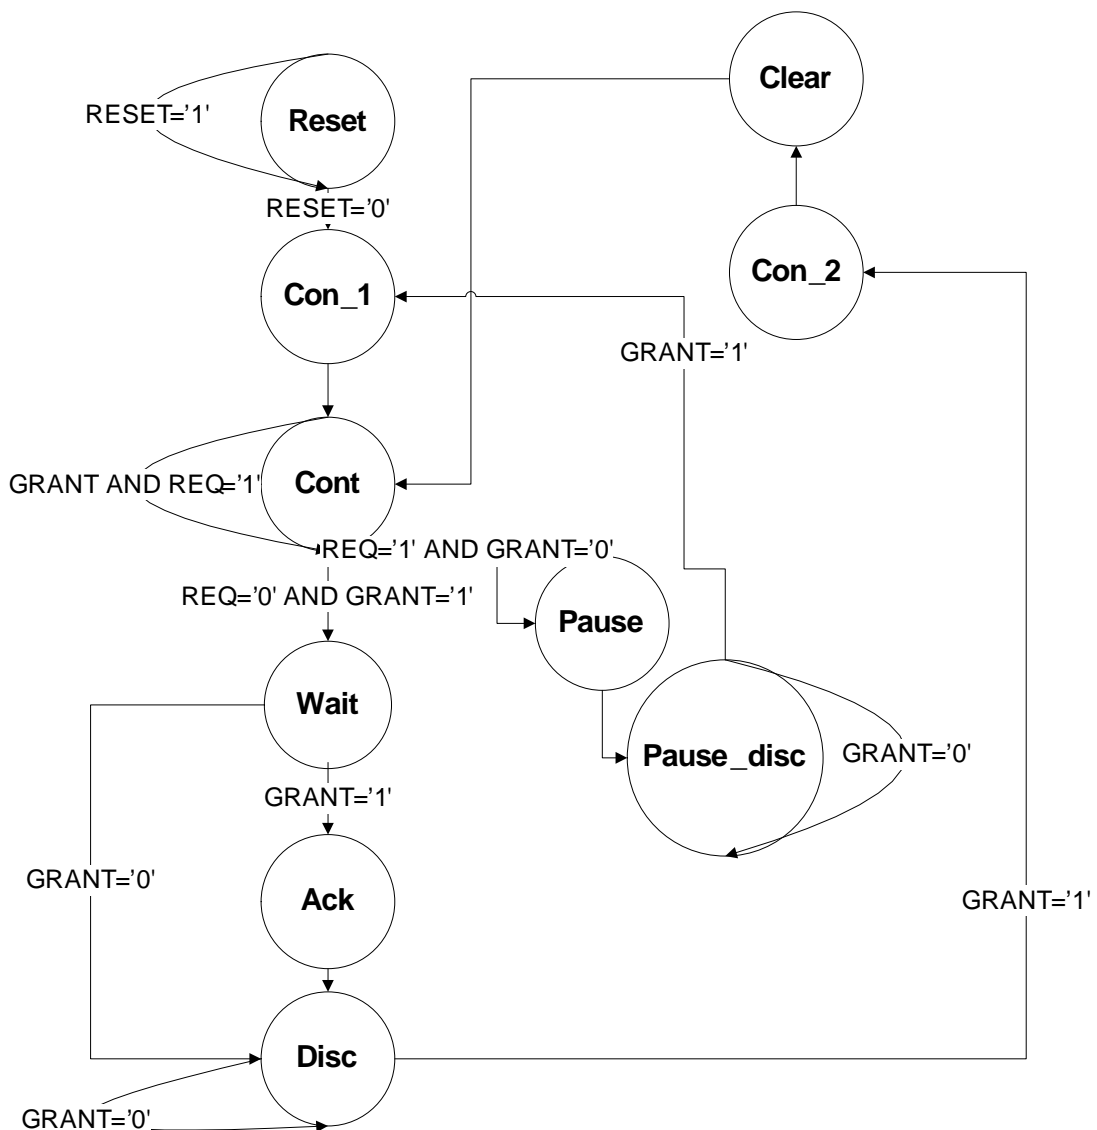 Clear
RESET='1'
Reset
RESET='0'
Con_1
Con_2
GRANT='1'
GRANT AND REQ='1'
Cont
REQ='1' AND GRANT='0'
REQ='0' AND GRANT='1'
Pause
Wait
Pause_disc
GRANT='0'
GRANT='1'
GRANT='0'
Ack
GRANT='1'
Disc
GRANT='0'